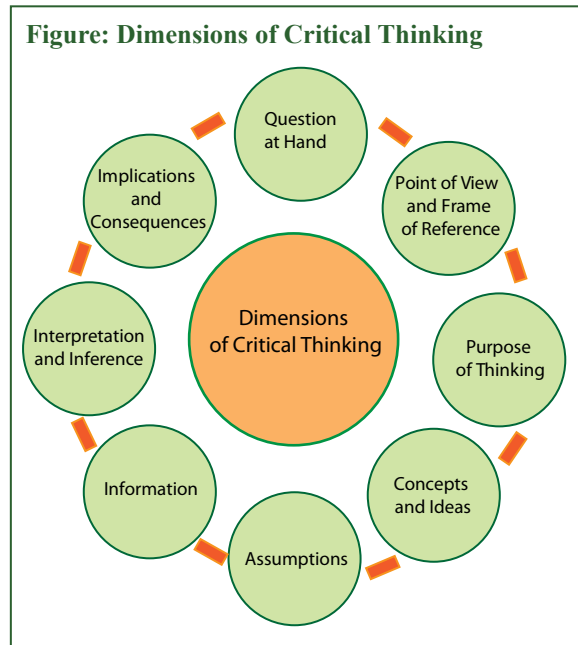 Figure: Dimensions of Critical Thinking
Question
at Hand
Point of View
and Frame
of Reference
Purpose
of Thinking
Concepts
and Ideas
Assumptions
Information
Interpretation
and Inference
Implications
and
Consequences
Dimensions
of Critical Thinking